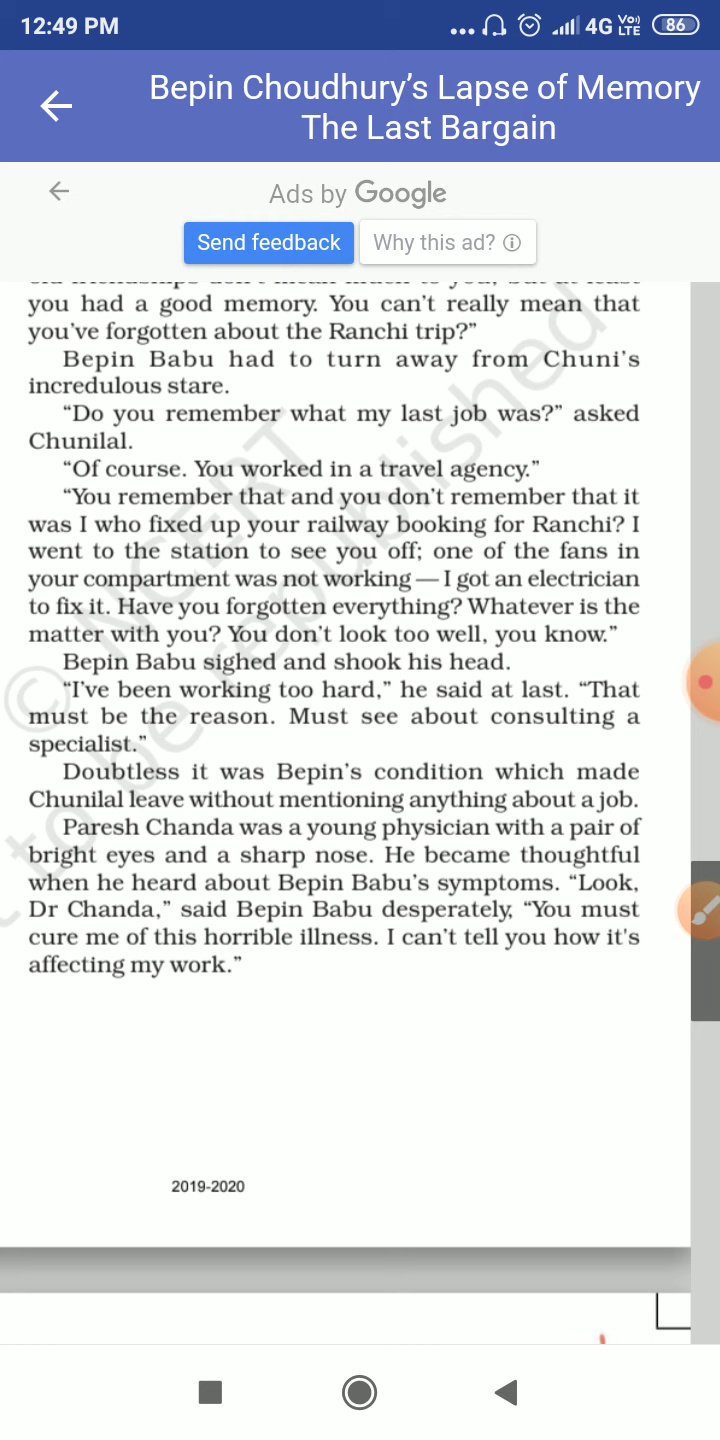 12:49 PM
4G VoLTE 86
Bepin Choudhury's Lapse of Memory
The Last Bargain
Ads by Google
Send feedback
Why this ad?
you had a good memory. You can't really mean that
you've forgotten about the Ranchi trip?"
Bepin Babu had to turn away from Chuni's
incredulous stare.
"Do you remember what my last job was?" asked
Chunilal.
"Of course. You worked in a travel agency."
"You remember that and you don't remember that it
was I who fixed up your railway booking for Ranchi? I
went to the station to see you off; one of the fans in
your compartment was not working — I got an electrician
to fix it. Have you forgotten everything? Whatever is the
matter with you? You don't look too well, you know."
Bepin Babu sighed and shook his head.
"I've been working too hard," he said at last. "That
must be the reason. Must see about consulting a
specialist."
Doubtless it was Bepin's condition which made
Chunilal leave without mentioning anything about a job.
Paresh Chanda was a young physician with a pair of
bright eyes and a sharp nose. He became thoughtful
when he heard about Bepin Babu's symptoms. "Look,
Dr Chanda," said Bepin Babu desperately, "You must
cure me of this horrible illness. I can't tell you how it's
affecting my work."
© NCERT
to be republished
2019-2020